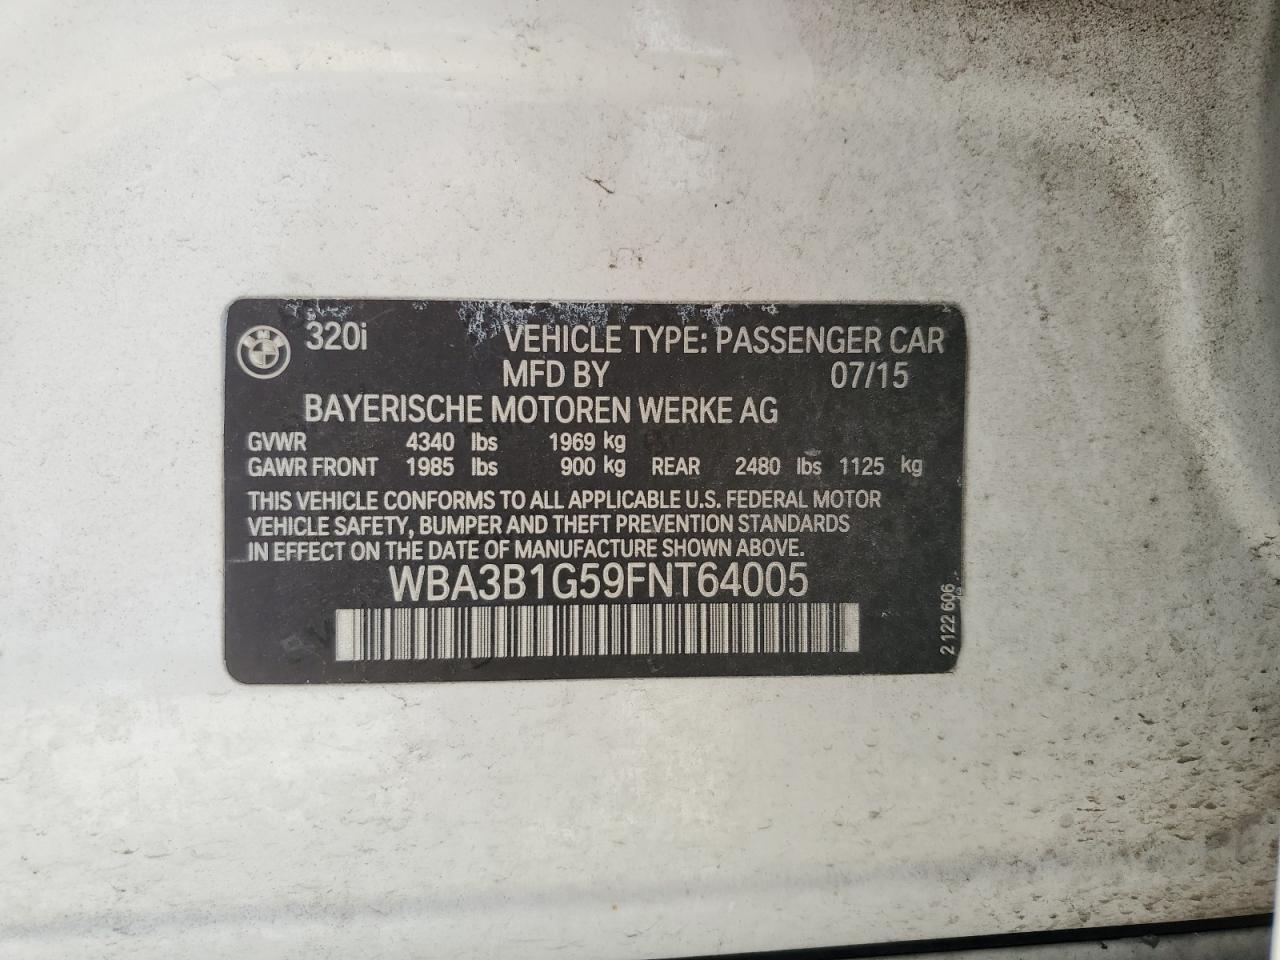 320i VEHICLE TYPE: PASSENGER CAR
MFD BY 07/15
BAYERISCHE MOTOREN WERKE AG
GVWR 4340 lbs 1969 kg
GAWR FRONT 1985 lbs 900 kg REAR 2480 lbs 1125 kg
THIS VEHICLE CONFORMS TO ALL APPLICABLE U.S. FEDERAL MOTOR
VEHICLE SAFETY, BUMPER AND THEFT PREVENTION STANDARDS
IN EFFECT ON THE DATE OF MANUFACTURE SHOWN ABOVE.
WBA3B1G59FNT64005
2 122 606